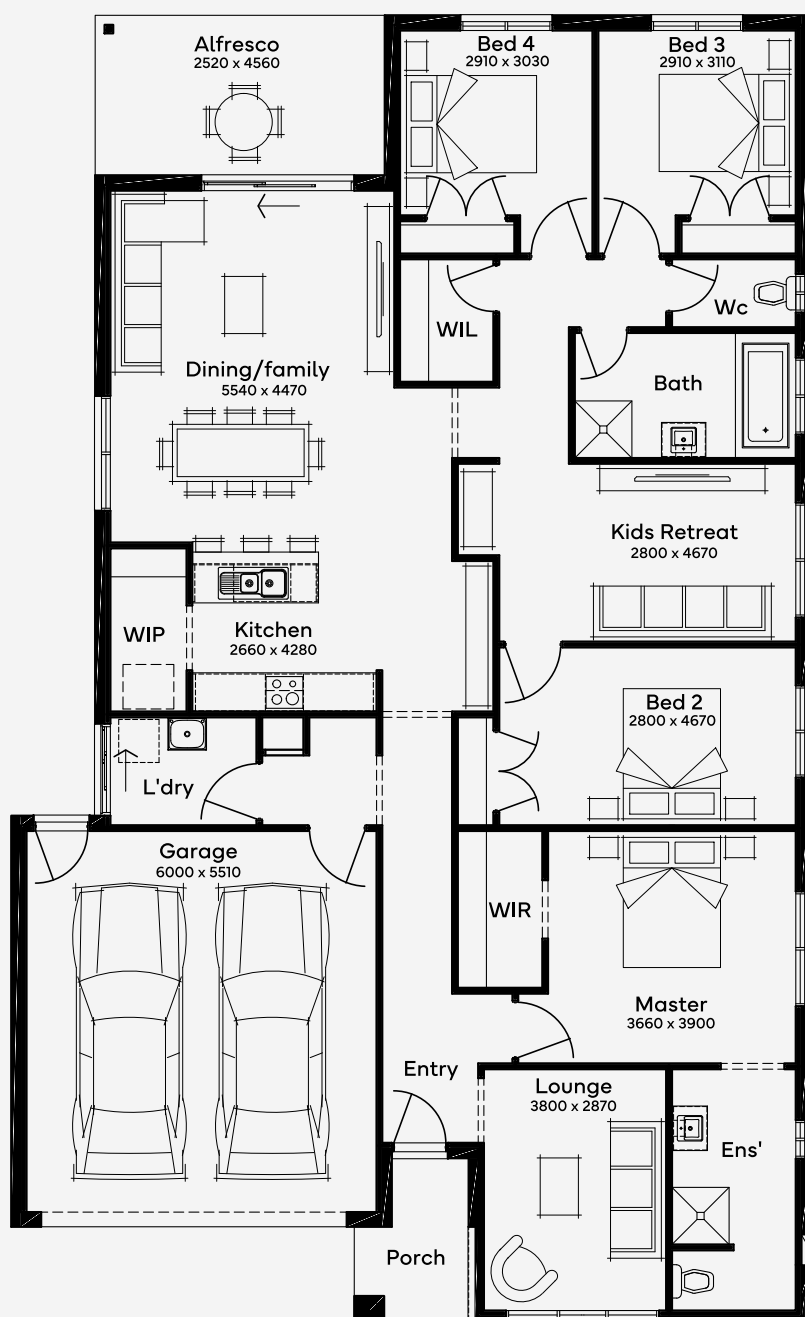 Alfresco
2520 x 4560
Bed 4
2910 x 3030
Bed 3
2910 x 3110
WIL
Wc
Dining/family
5540 x 4470
Bath
Kids Retreat
2800 x 4670
WIP
Kitchen
2660 x 4280
Bed 2
2800 x 4670
L'dry
Garage
6000 x 5510
WIR
Master
3660 x 3900
Entry
Lounge
3800 x 2870
Ens'
Porch